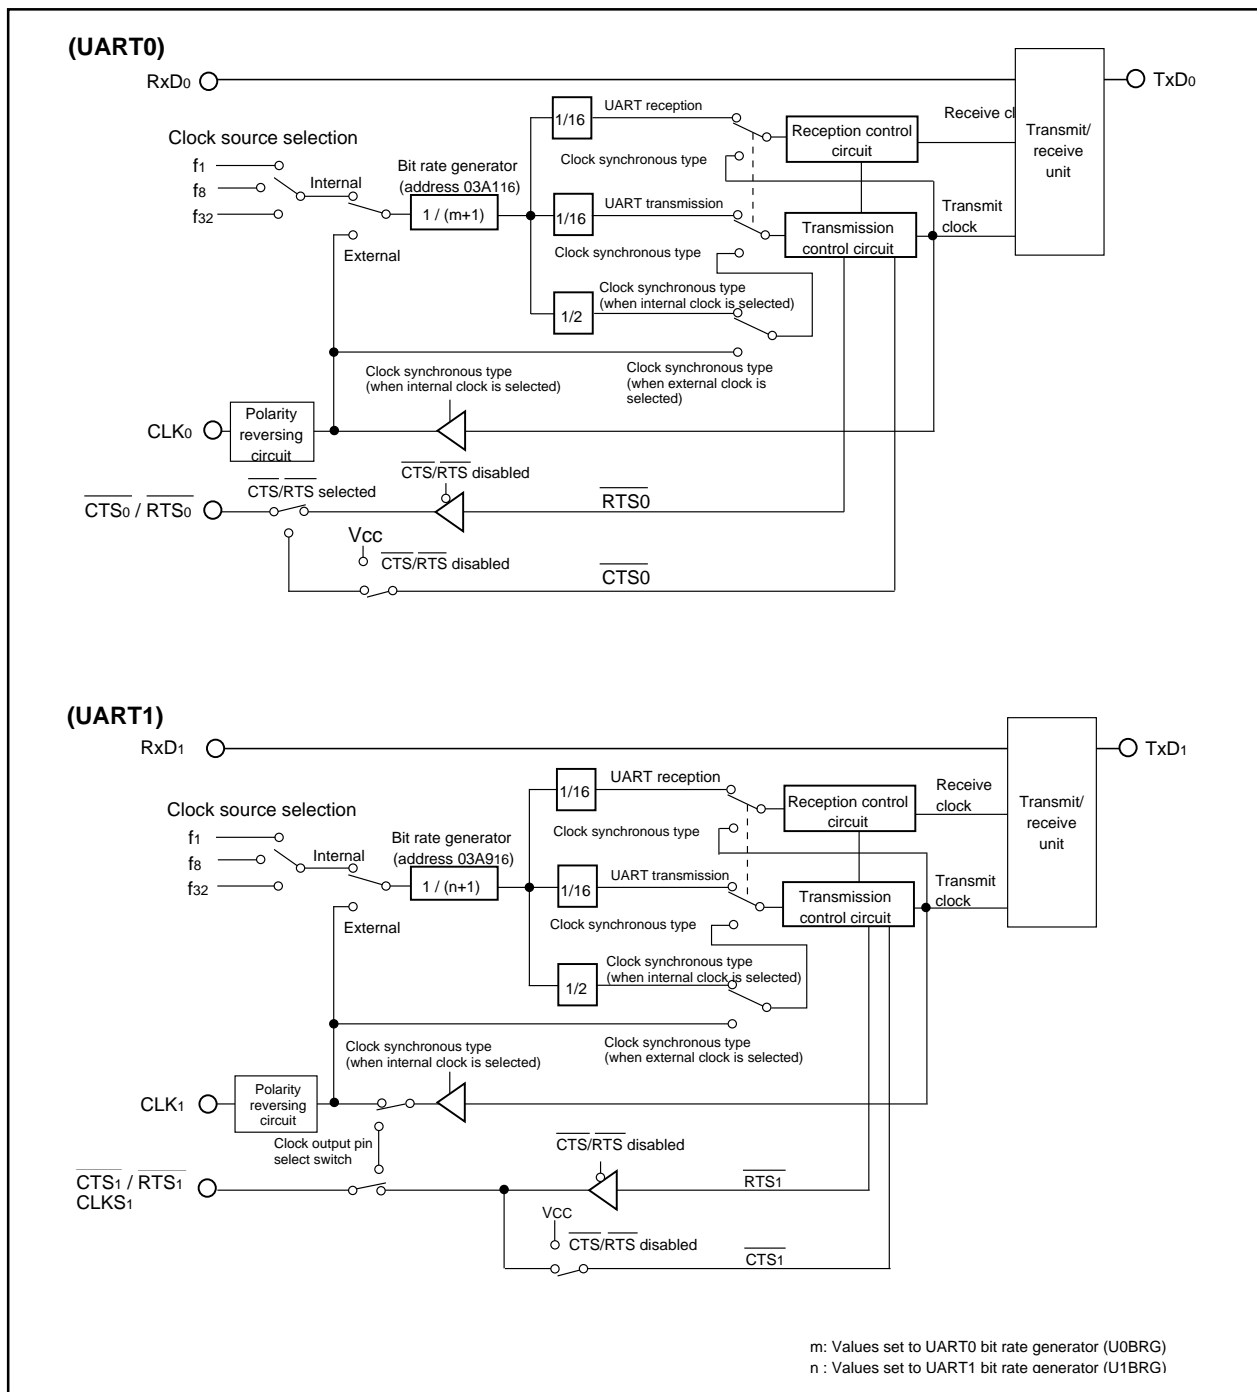 (UART0)
RxD0
TxD0
Clock source selection
f1
f8
f32
Internal
External
Bit rate generator
(address 03A116)
1 / (m+1)
1/16
UART reception
Clock synchronous type
Reception control
circuit
Receive cl
Transmit/
receive
unit
1/16
UART transmission
Clock synchronous type
Transmission
control circuit
Transmit
clock
1/2
Clock synchronous type
(when internal clock is selected)
Clock synchronous type
(when internal clock is selected)
Clock synchronous type
(when external clock is
selected)
CLK0
Polarity
reversing
circuit
CTS/RTS disabled
CTS0 / RTS0
CTS/RTS selected
RTS0
Vcc
CTS/RTS disabled
CTS0
(UART1)
RxD1
TxD1
Clock source selection
f1
f8
f32
Internal
External
Bit rate generator
(address 03A916)
1 / (n+1)
1/16
UART reception
Clock synchronous type
Reception control
circuit
Receive
clock
Transmit/
receive
unit
1/16
UART transmission
Clock synchronous type
Transmission
control circuit
Transmit
clock
1/2
Clock synchronous type
(when internal clock is selected)
Clock synchronous type
(when internal clock is selected)
Clock synchronous type
(when external clock is selected)
CLK1
Polarity
reversing
circuit
Clock output pin
select switch
CTS/RTS disabled
CTS1 / RTS1
CLKS1
RTS1
VCC
CTS/RTS disabled
CTS1
m: Values set to UART0 bit rate generator (U0BRG)
n : Values set to UART1 bit rate generator (U1BRG)